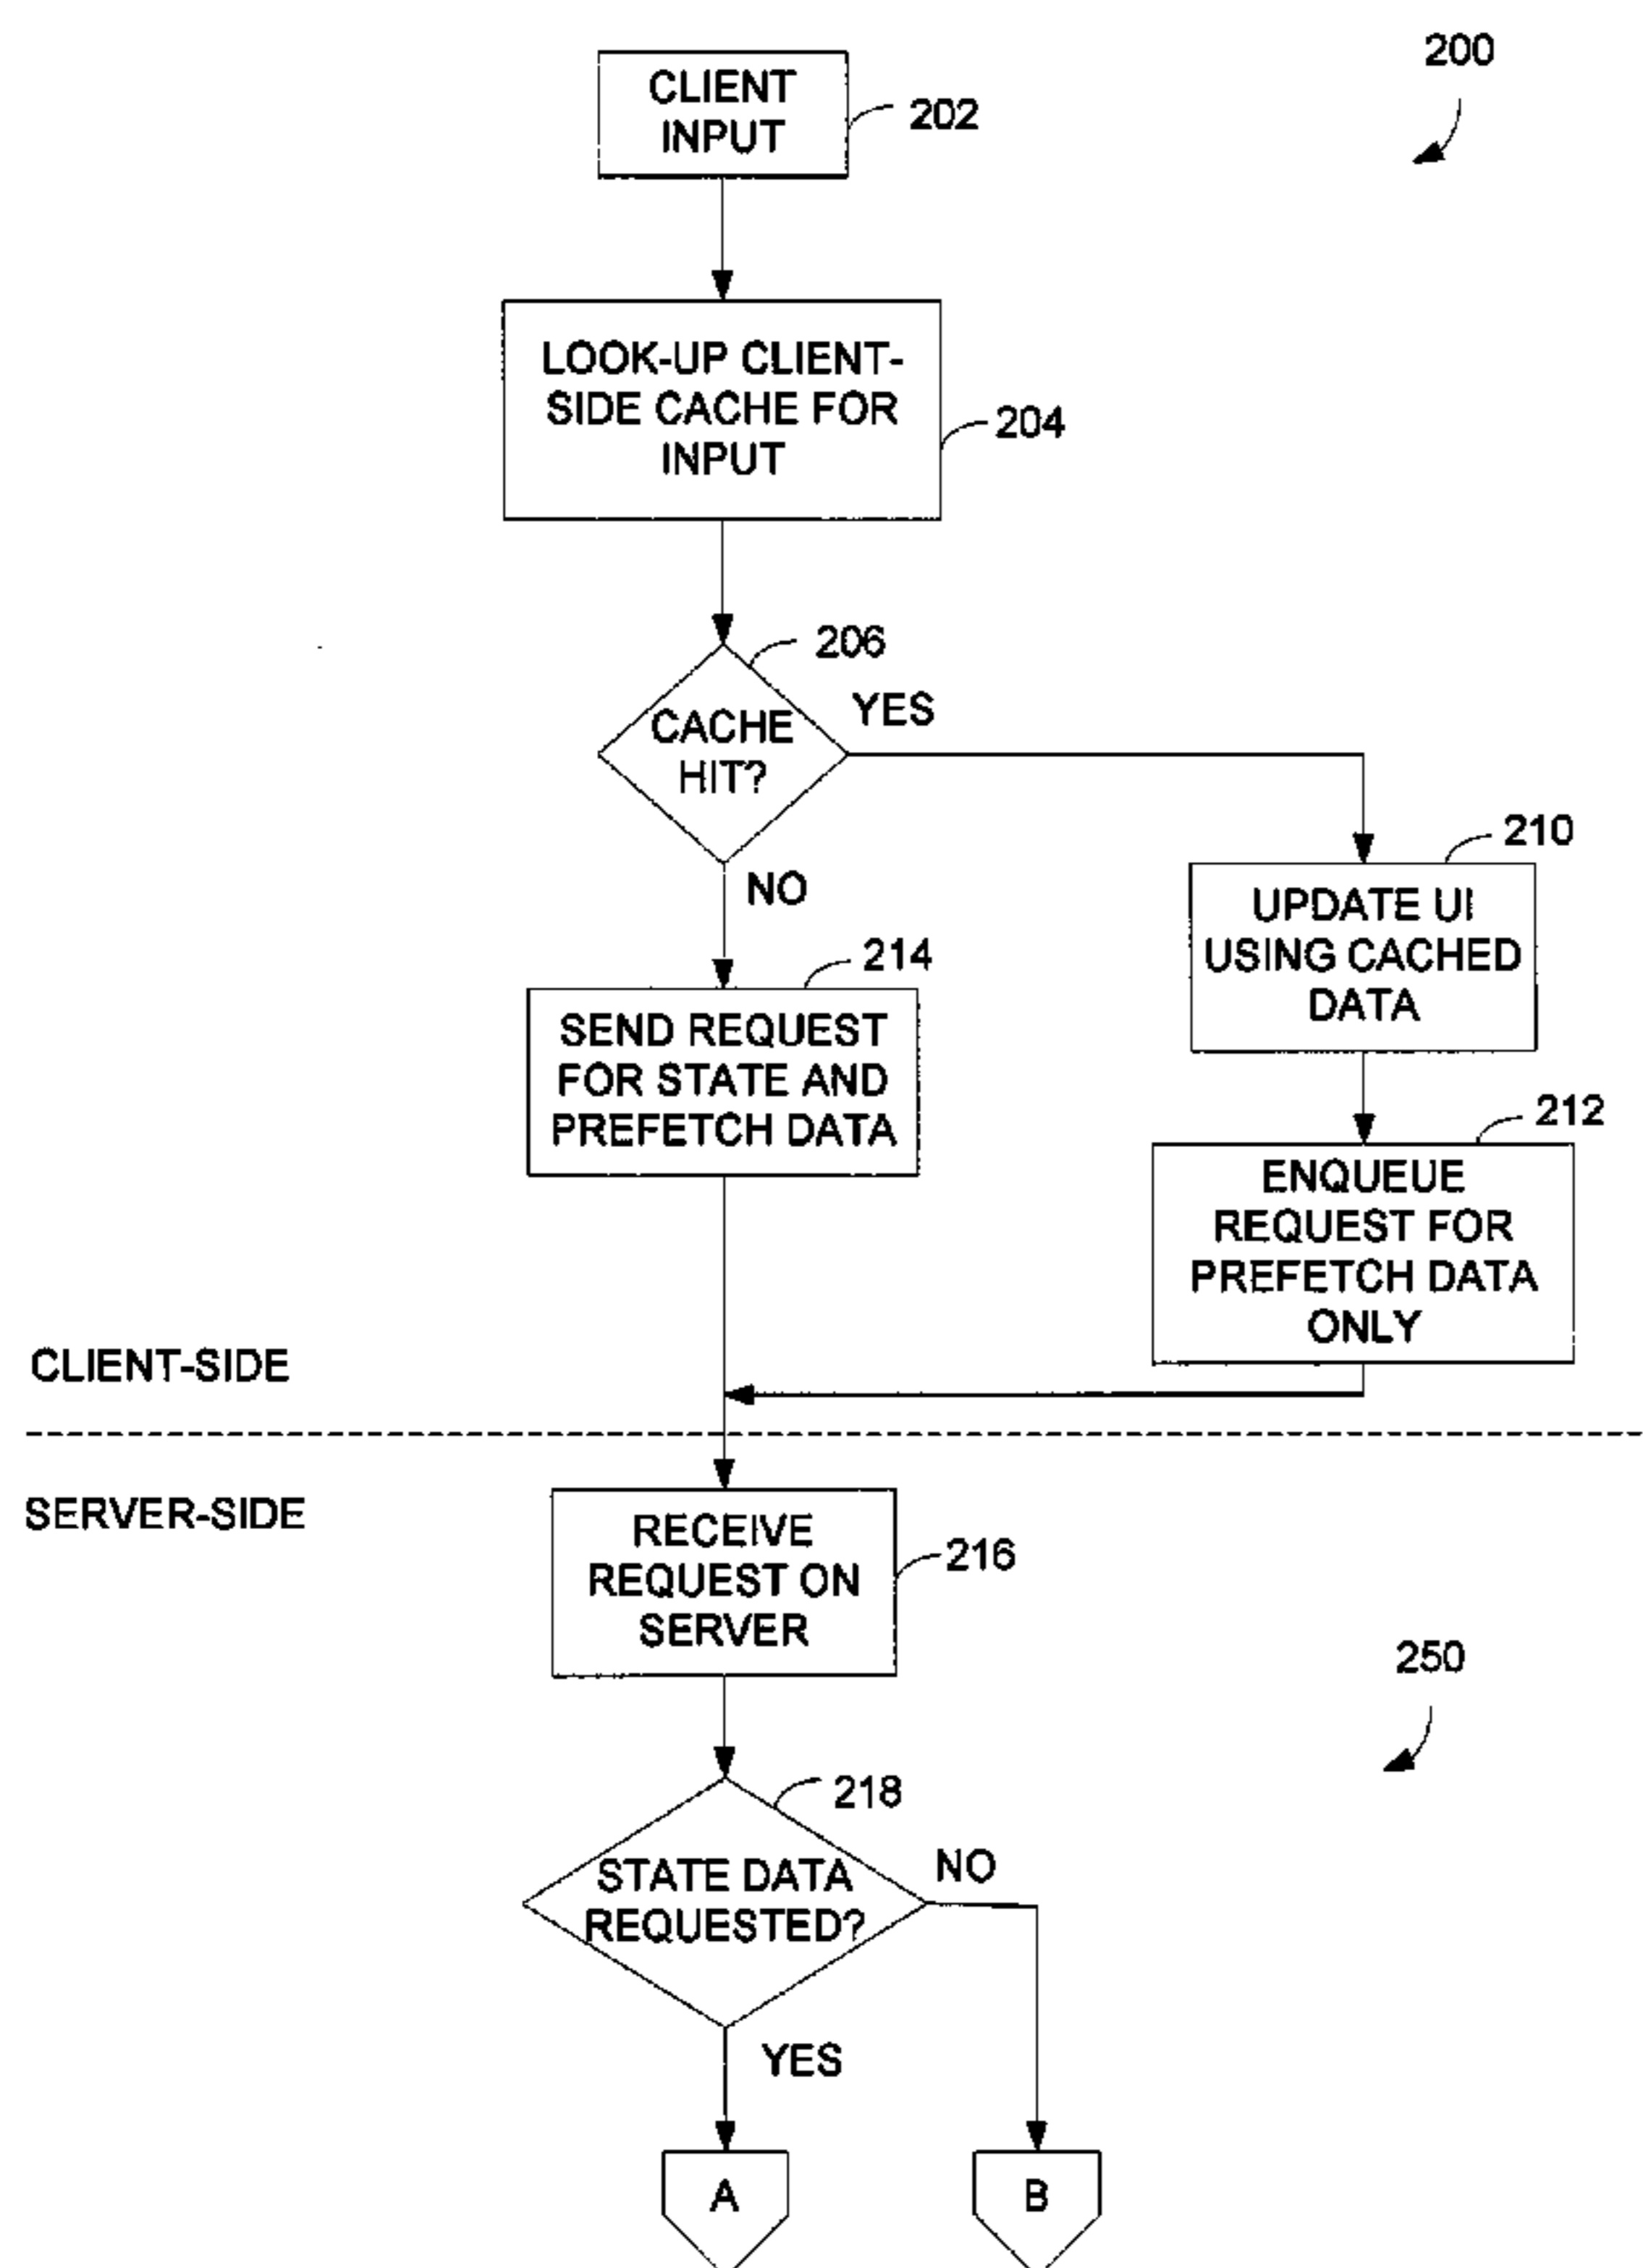 200
CLIENT
INPUT
202
LOOK-UP CLIENT-
SIDE CACHE FOR
INPUT
204
206
CACHE
HIT?
YES
NO
210
UPDATE UI
USING CACHED
DATA
214
SEND REQUEST
FOR STATE AND
PREFETCH DATA
212
ENQUEUE
REQUEST FOR
PREFETCH DATA
ONLY
CLIENT-SIDE
SERVER-SIDE
RECEIVE
REQUEST ON
SERVER
216
250
218
STATE DATA
REQUESTED?
NO
YES
A
B